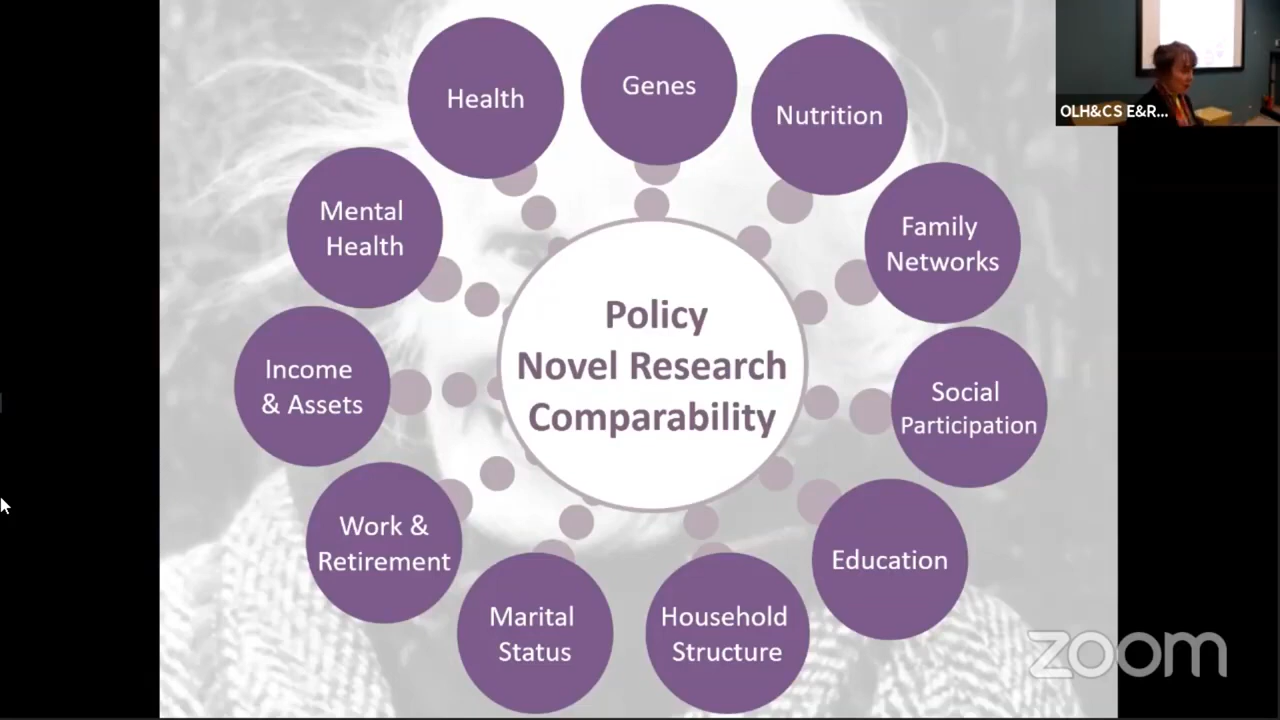 Health
Genes
Nutrition
Mental
Health
Family
Networks
Policy
Novel Research
Comparability
Income
& Assets
Social
Participation
Work &
Retirement
Education
Marital
Status
Household
Structure
OLH&CS E&R...
zoom